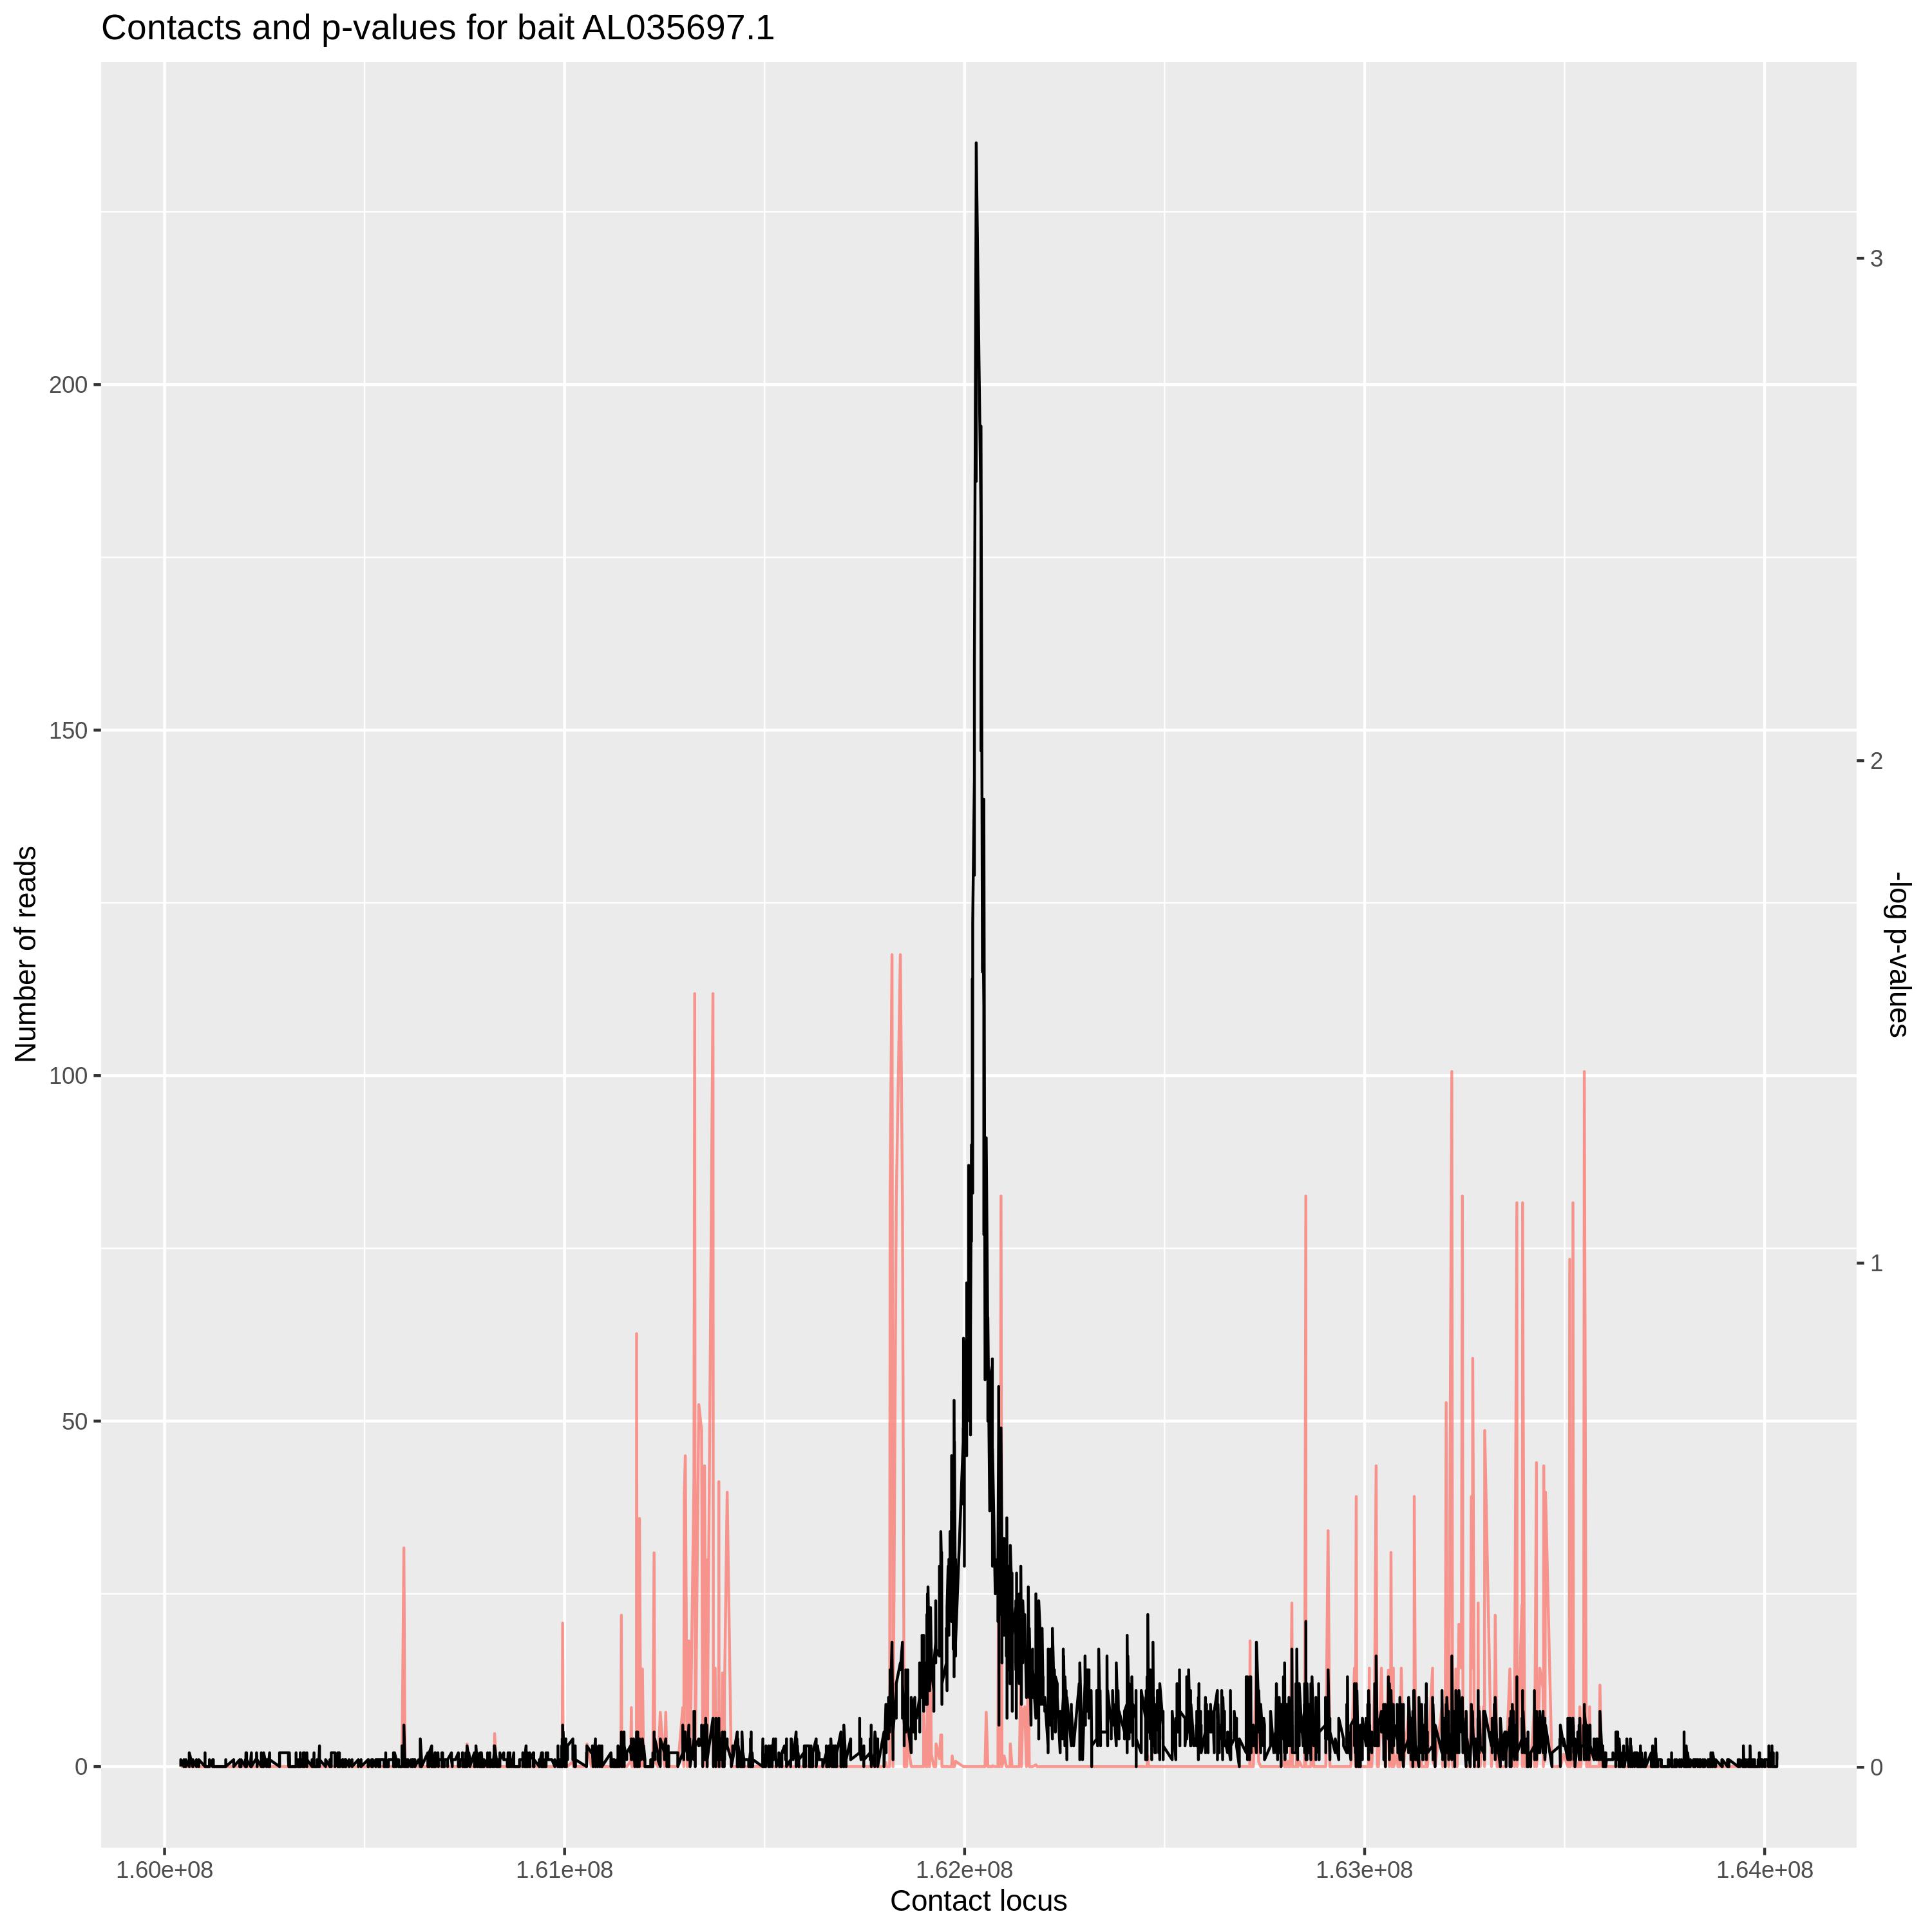 Contacts and p-values for bait AL035697.1
200
150
100
50
0
Number of reads
3
2
1
0
-log p-values
1.60e+08 1.61e+08 1.62e+08 1.63e+08 1.64e+08
Contact locus